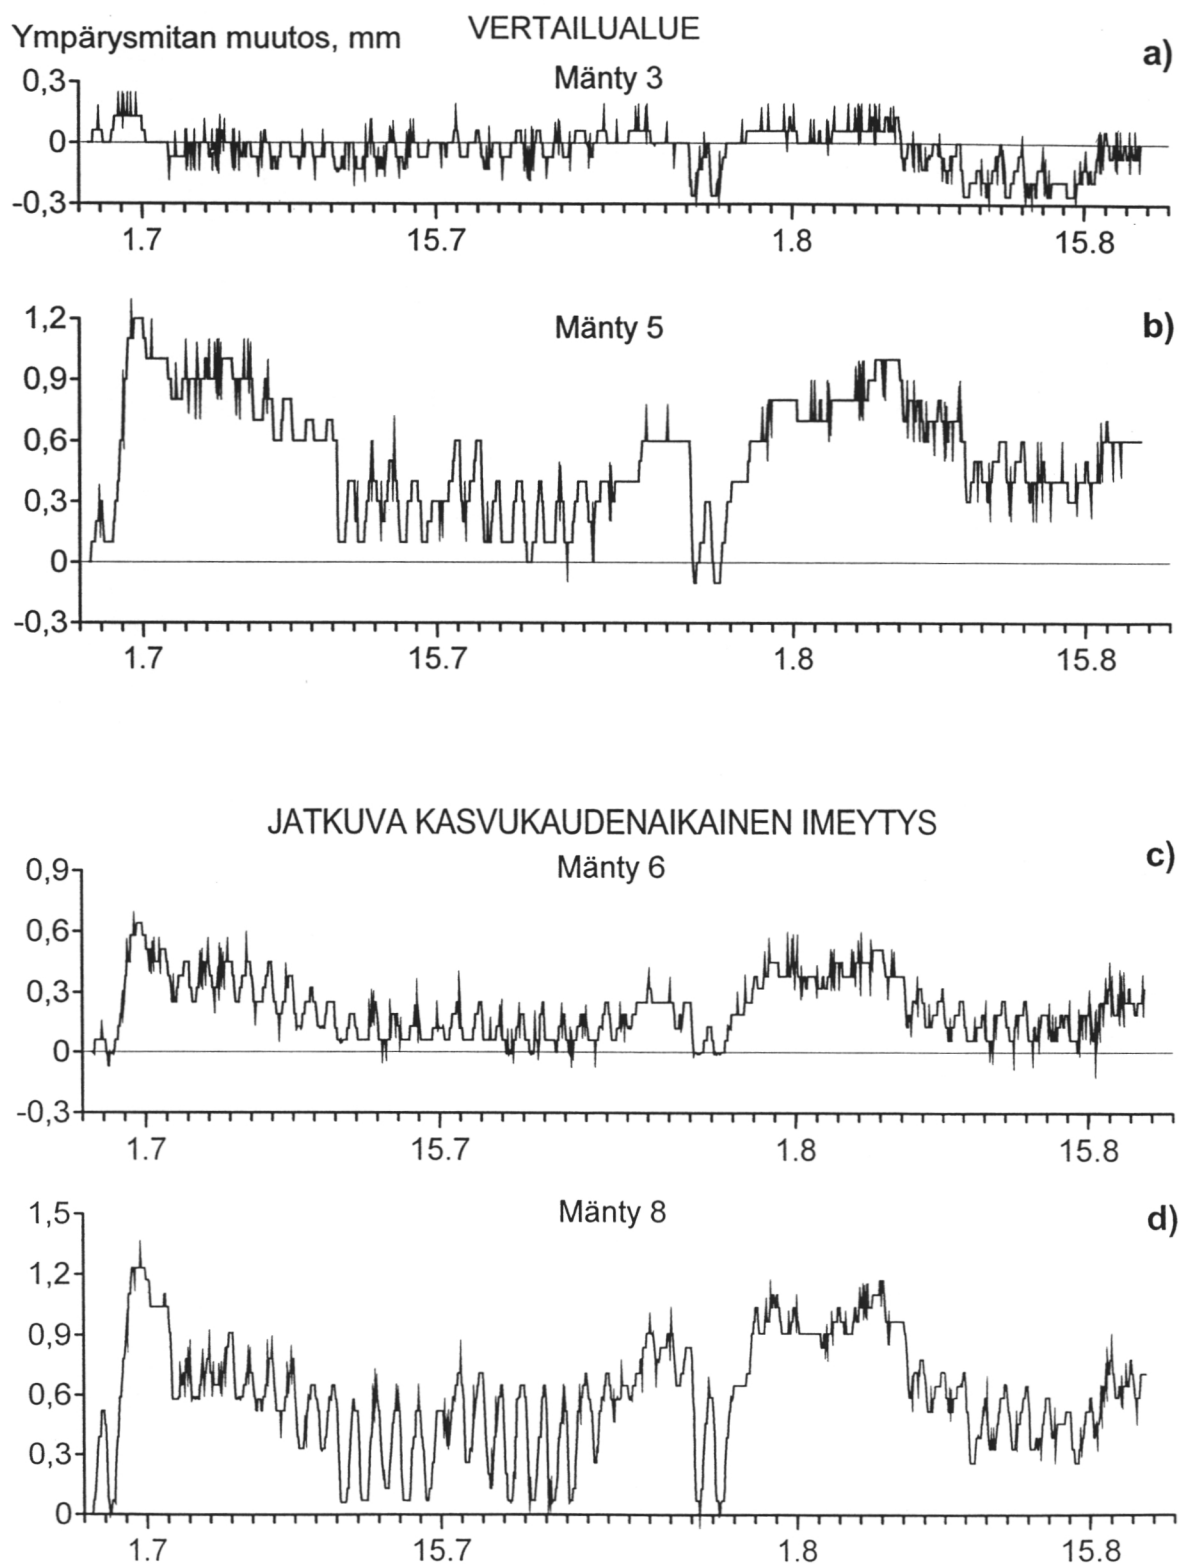 VERTAILUALUE
Ympärysmitan muutos, mm
a)
Mänty 3
0,3
0
-0,3
1.7 15.7 1.8 15.8
b)
Mänty 5
1,2
0,9
0,6
0,3
0
-0,3
1.7 15.7 1.8 15.8
JATKUVA KASVUKAUDENAIKAINEN IMEYTYS
c)
Mänty 6
0,9
0,6
0,3
0
-0,3
1.7 15.7 1.8 15.8
Mänty 8
d)
1,5
1,2
0,9
0,6
0,3
0
1.7 15.7 1.8 15.8